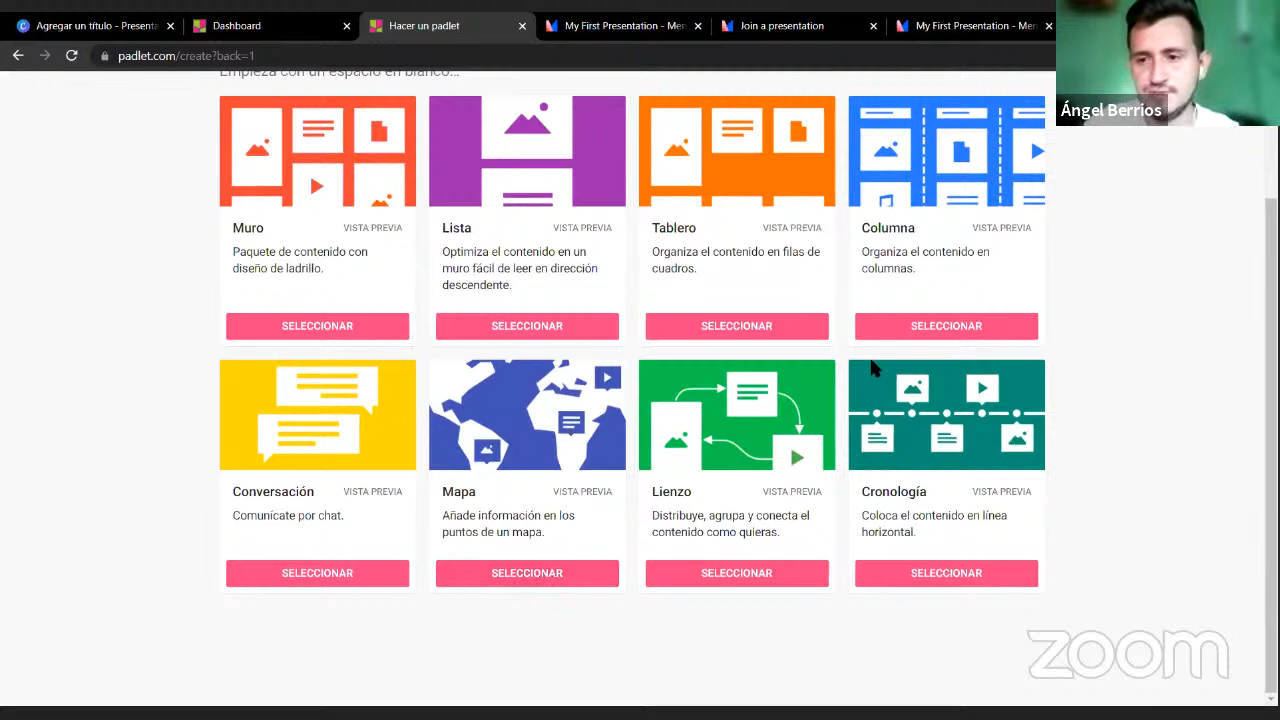 Agregar un título - Presenta
Dashboard
Hacer un padlet
My First Presentation - Men
Join a presentation
My First Presentation - Men
padlet.com/create?back=1
Ángel Berrios
Empieza con un espacio en blanco...
Muro VISTA PREVIA
Paquete de contenido con
diseño de ladrillo.
SELECCIONAR
Lista VISTA PREVIA
Optimiza el contenido en un
muro fácil de leer en dirección
descendente.
SELECCIONAR
Tablero VISTA PREVIA
Organiza el contenido en filas de
cuadros.
SELECCIONAR
Columna VISTA PREVIA
Organiza el contenido en
columnas.
SELECCIONAR
Conversación VISTA PREVIA
Comunícate por chat.
SELECCIONAR
Mapa VISTA PREVIA
Añade información en los
puntos de un mapa.
SELECCIONAR
Lienzo VISTA PREVIA
Distribuye, agrupa y conecta el
contenido como quieras.
SELECCIONAR
Cronología VISTA PREVIA
Coloca el contenido en línea
horizontal.
SELECCIONAR
zoom